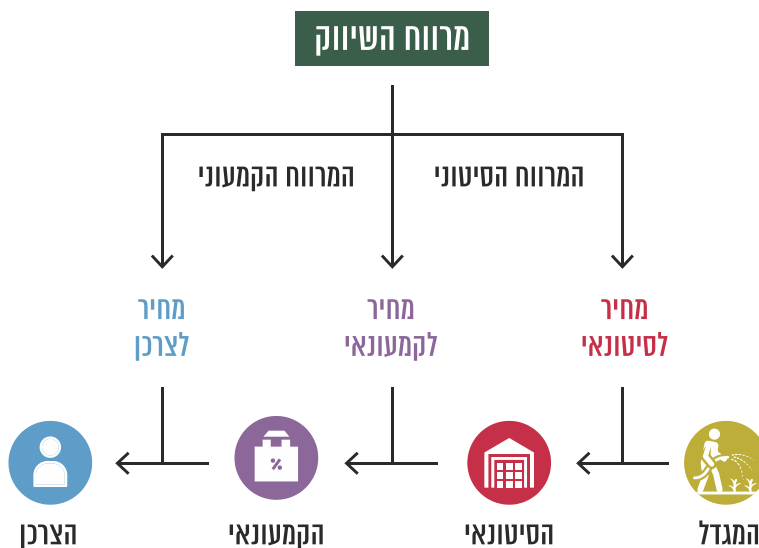 מרווח השיווק
המרווח הסיטוני
המרווח הקמעוני
מחיר
לסיטונאי
מחיר
לקמעונאי
מחיר
לצרכן
%
המגדל
הסיטונאי
הקמעונאי
הצרכן